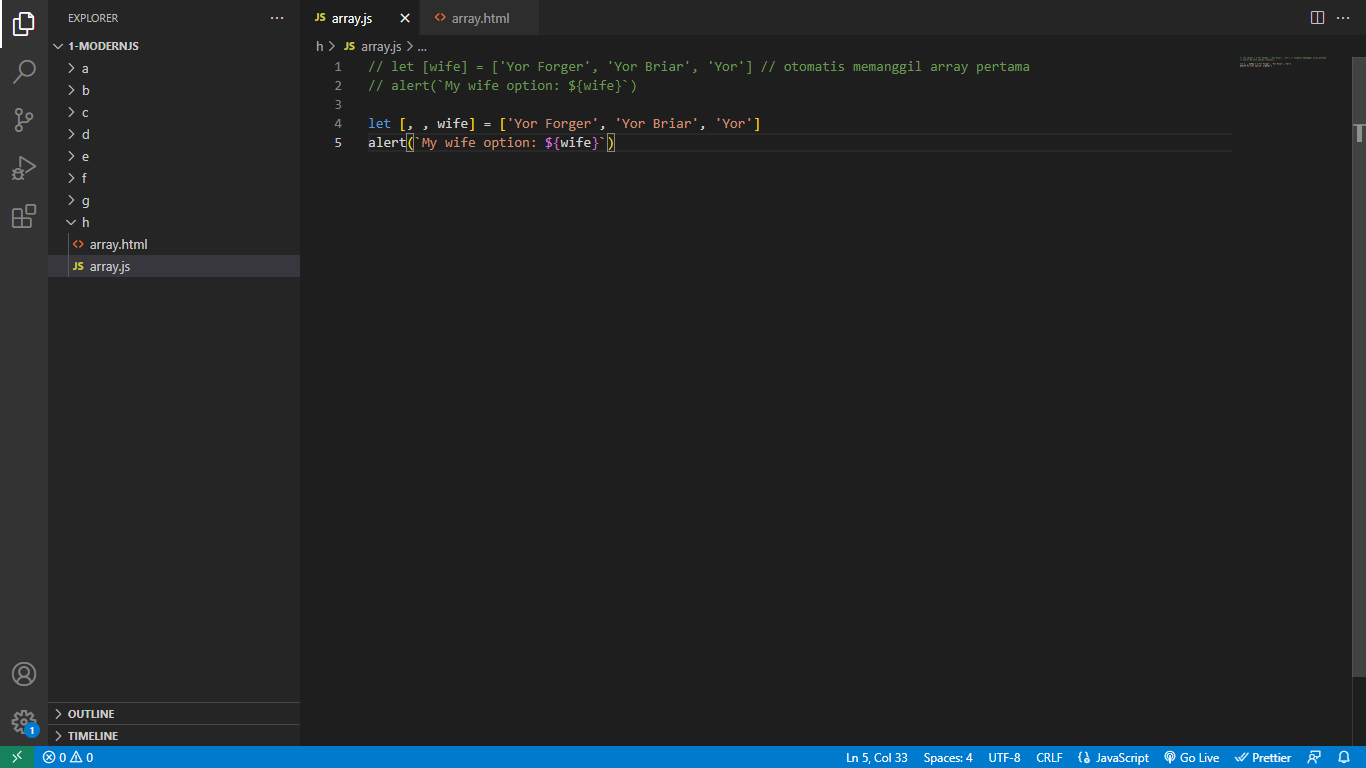 EXPLORER
1-MODERNJS
a
b
c
d
e
f
g
h
array.html
JS array.js
OUTLINE
TIMELINE
JS array.js
array.html
h > JS array.js > ...
1 // let [wife] = ['Yor Forger', 'Yor Briar', 'Yor'] // otomatis memanggil array pertama
2 // alert(`My wife option: ${wife}`)
3
4 let [, , wife] = ['Yor Forger', 'Yor Briar', 'Yor']
5 alert(`My wife option: ${wife}`)
1
0 0 Ln 5, Col 33 Spaces: 4 UTF-8 CRLF {} JavaScript Go Live Prettier